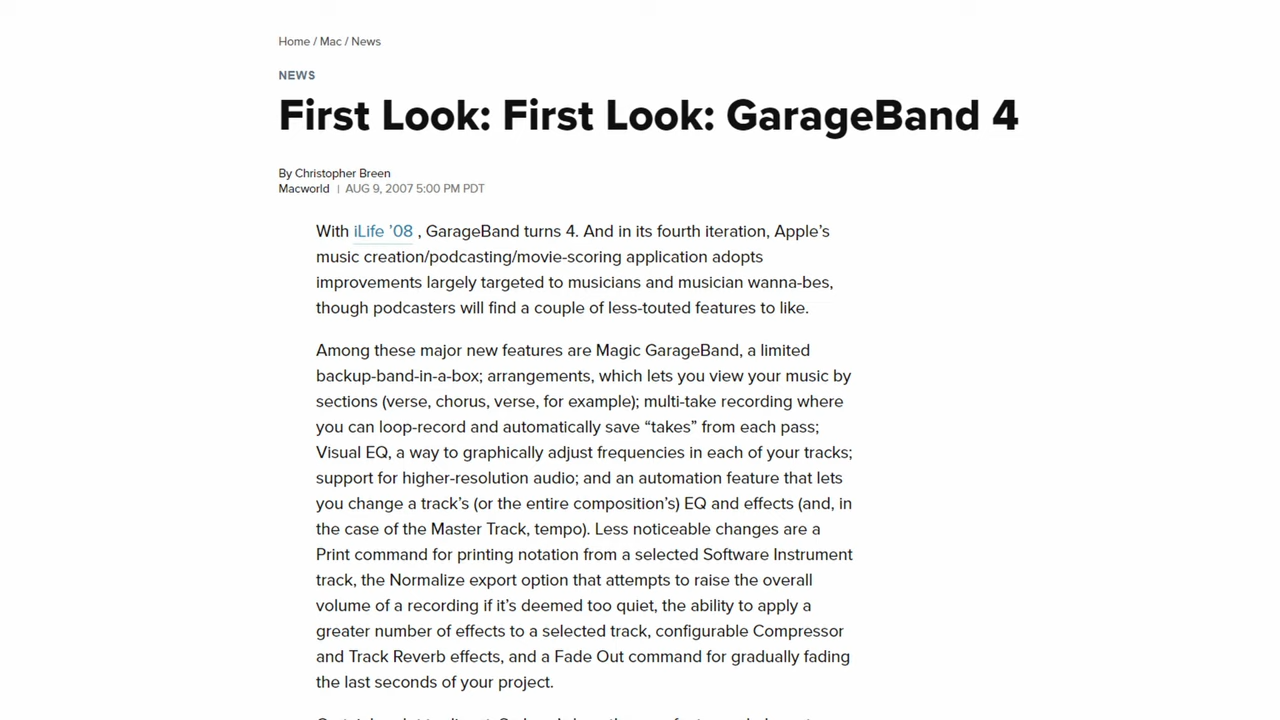 Home / Mac / News
NEWS
First Look: First Look: GarageBand 4
By Christopher Breen
Macworld | AUG 9, 2007 5:00 PM PDT
With iLife ’08 , GarageBand turns 4. And in its fourth iteration, Apple’s
music creation/podcasting/movie-scoring application adopts
improvements largely targeted to musicians and musician wanna-bes,
though podcasters will find a couple of less-touted features to like.
Among these major new features are Magic GarageBand, a limited
backup-band-in-a-box; arrangements, which lets you view your music by
sections (verse, chorus, verse, for example); multi-take recording where
you can loop-record and automatically save “takes” from each pass;
Visual EQ, a way to graphically adjust frequencies in each of your tracks;
support for higher-resolution audio; and an automation feature that lets
you change a track’s (or the entire composition’s) EQ and effects (and, in
the case of the Master Track, tempo). Less noticeable changes are a
Print command for printing notation from a selected Software Instrument
track, the Normalize export option that attempts to raise the overall
volume of a recording if it’s deemed too quiet, the ability to apply a
greater number of effects to a selected track, configurable Compressor
and Track Reverb effects, and a Fade Out command for gradually fading
the last seconds of your project.